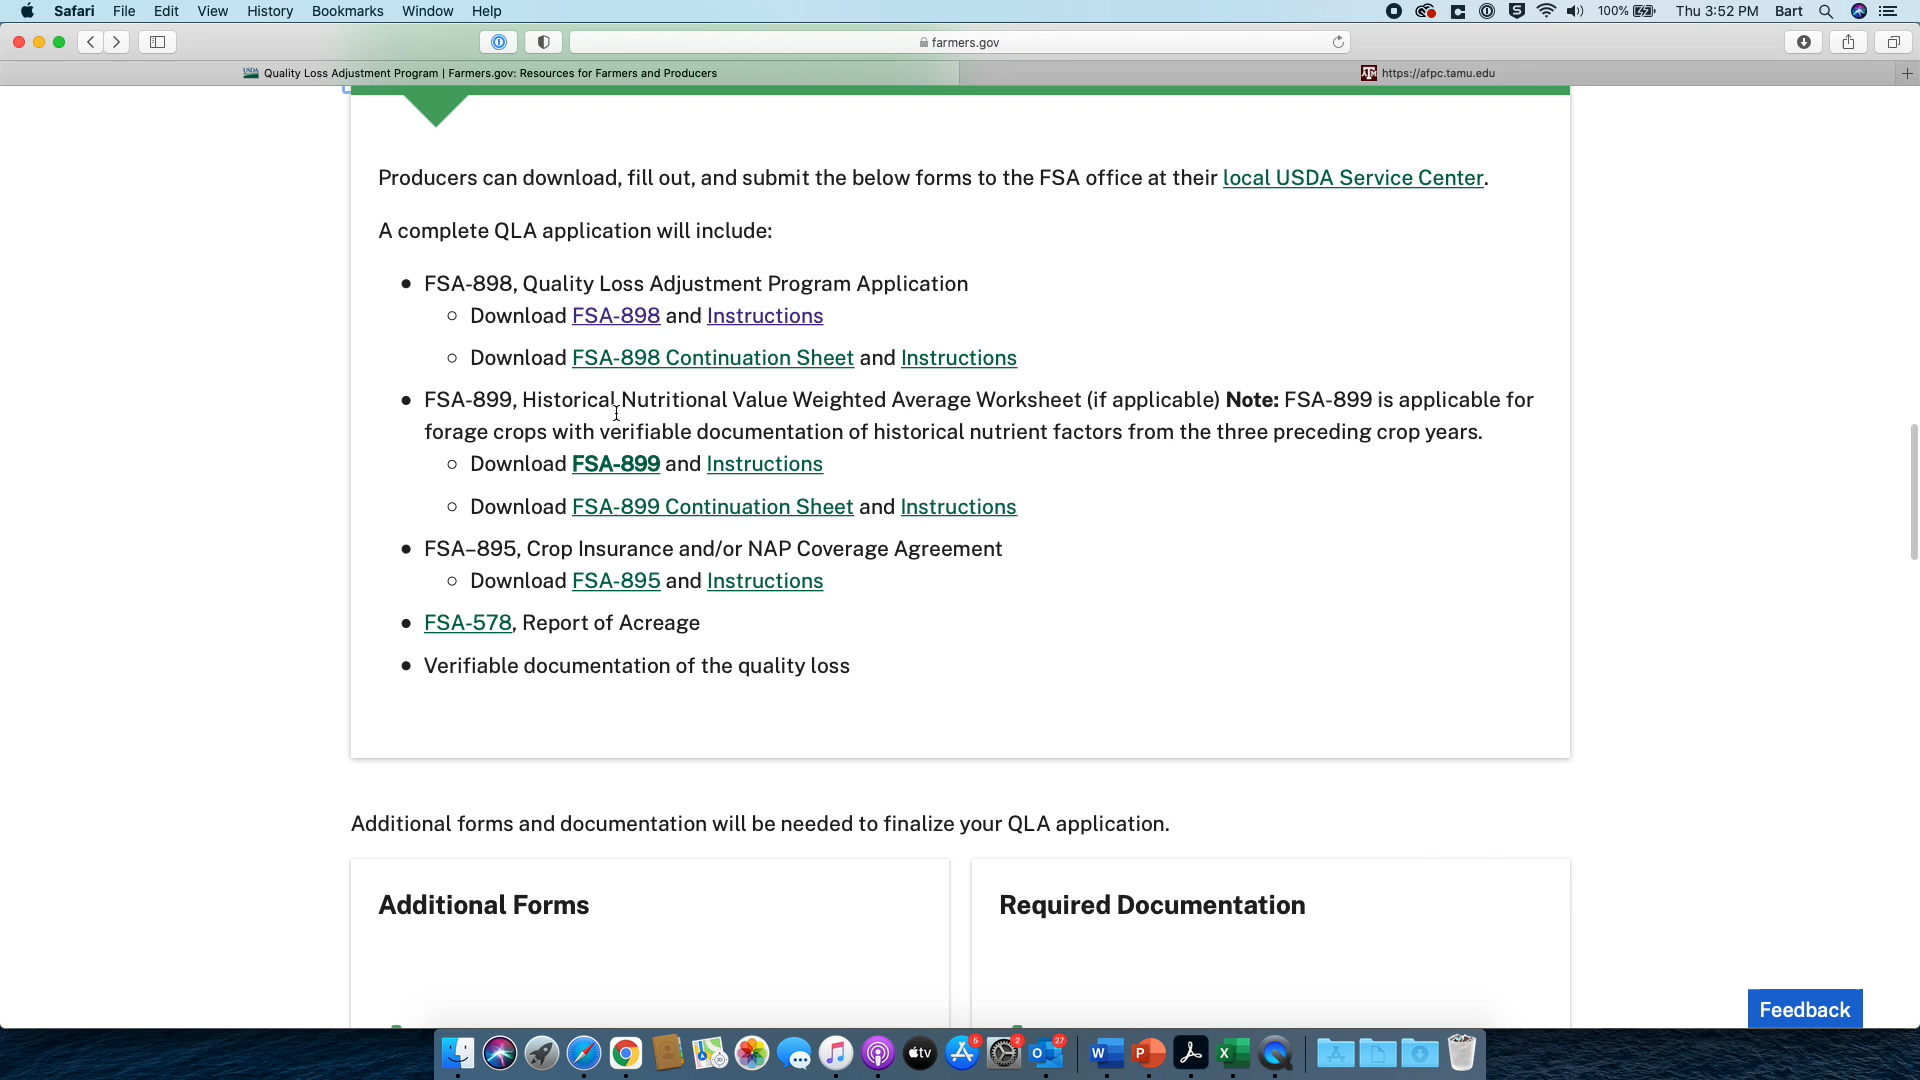 Safari File Edit View History Bookmarks Window Help 100% Thu 3:52 PM Bart
farmers.gov
USDA Quality Loss Adjustment Program | Farmers.gov: Resources for Farmers and Producers
https://afpc.tamu.edu
Producers can download, fill out, and submit the below forms to the FSA office at their local USDA Service Center.
A complete QLA application will include:
• FSA-898, Quality Loss Adjustment Program Application
○ Download FSA-898 and Instructions
○ Download FSA-898 Continuation Sheet and Instructions
• FSA-899, Historical Nutritional Value Weighted Average Worksheet (if applicable) Note: FSA-899 is applicable for
forage crops with verifiable documentation of historical nutrient factors from the three preceding crop years.
○ Download FSA-899 and Instructions
○ Download FSA-899 Continuation Sheet and Instructions
• FSA–895, Crop Insurance and/or NAP Coverage Agreement
○ Download FSA-895 and Instructions
• FSA-578, Report of Acreage
• Verifiable documentation of the quality loss
Additional forms and documentation will be needed to finalize your QLA application.
Additional Forms
Required Documentation
Feedback
tv 2 27 W P X